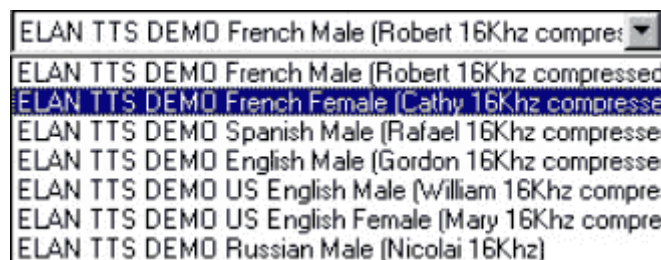 ELAN TTS DEMO French Male (Robert 16Khz compres
ELAN TTS DEMO French Male (Robert 16Khz compressed
ELAN TTS DEMO French Female (Cathy 16Khz compresse
ELAN TTS DEMO Spanish Male (Rafael 16Khz compresse
ELAN TTS DEMO English Male (Gordon 16Khz compresse
ELAN TTS DEMO US English Male (William 16Khz compre
ELAN TTS DEMO US English Female (Mary 16Khz compre
ELAN TTS DEMO Russian Male (Nicolai 16Khz)